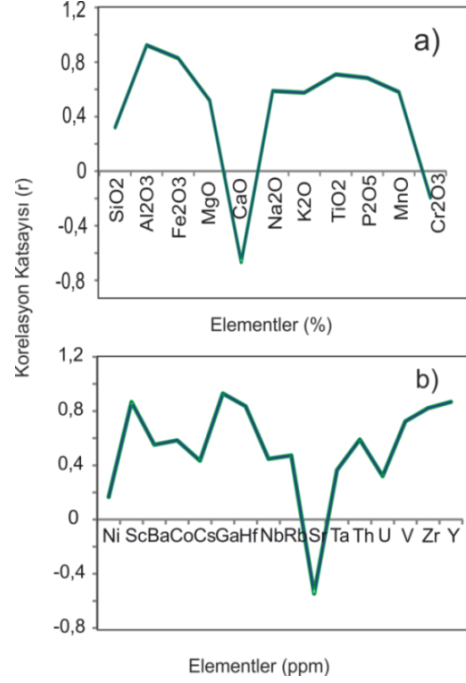 Korelasyon Katsayısı (r)
a)
1,2
0,8
0,4
0
-0,4
-0,8
SiO2 Al2O3 Fe2O3 MgO CaO Na2O K2O TiO2 P2O5 MnO Cr2O3
Elementler (%)
b)
1,2
0,8
0,4
0
-0,4
-0,8
Ni Sc Ba Co Cs Ga Hf Nb Rb Sr Ta Th U V Zr Y
Elementler (ppm)